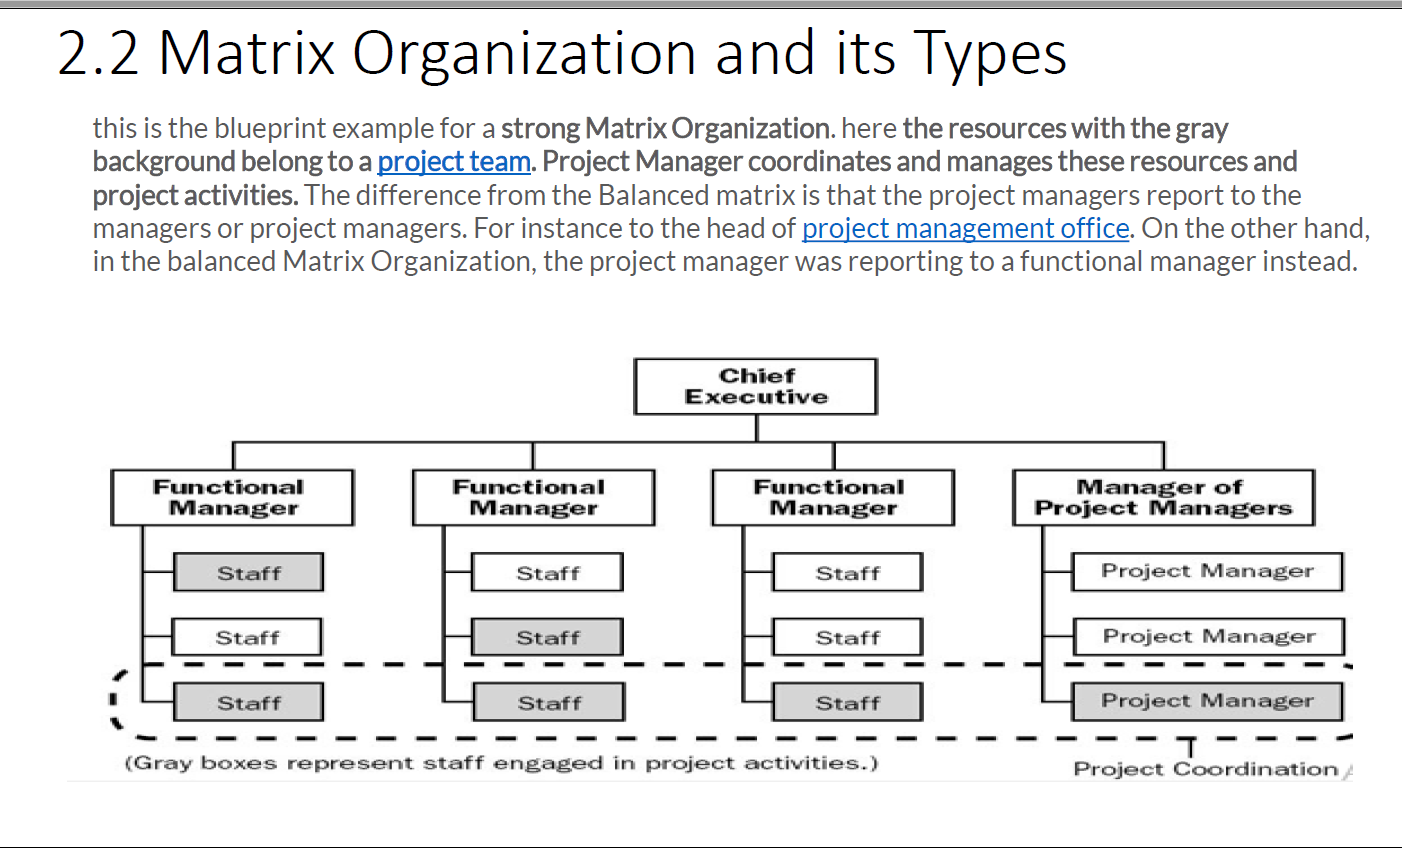 2.2 Matrix Organization and its Types
this is the blueprint example for a strong Matrix Organization. here the resources with the gray
background belong to a project team. Project Manager coordinates and manages these resources and
project activities. The difference from the Balanced matrix is that the project managers report to the
managers or project managers. For instance to the head of project management office. On the other hand,
in the balanced Matrix Organization, the project manager was reporting to a functional manager instead.
Chief
Executive
Functional
Manager
Functional
Manager
Functional
Manager
Manager of
Project Managers
Staff
Staff
Staff
Project Manager
Staff
Staff
Staff
Project Manager
Staff
Staff
Staff
Project Manager
(Gray boxes represent staff engaged in project activities.)
Project Coordination